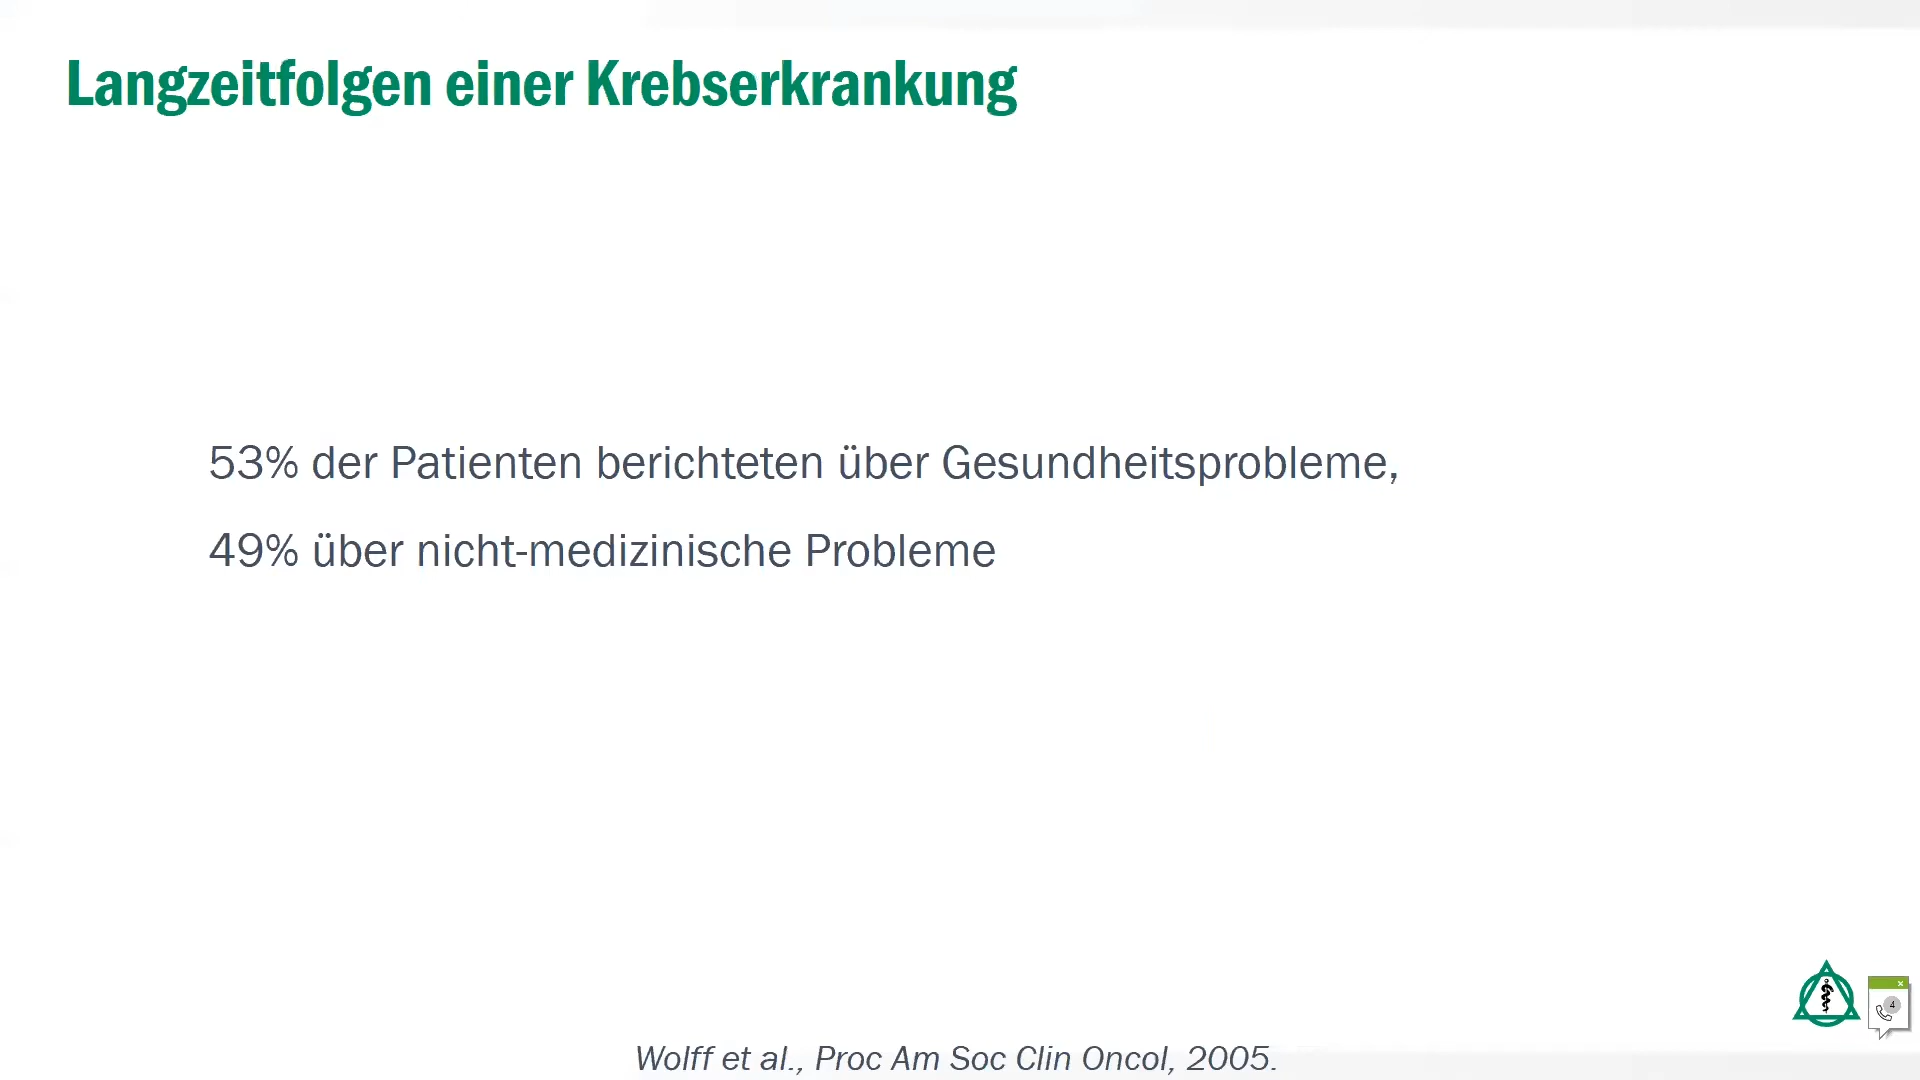 Langzeitfolgen einer Krebserkrankung
53% der Patienten berichteten über Gesundheitsprobleme,
49% über nicht-medizinische Probleme
4
Wolff et al., Proc Am Soc Clin Oncol, 2005.